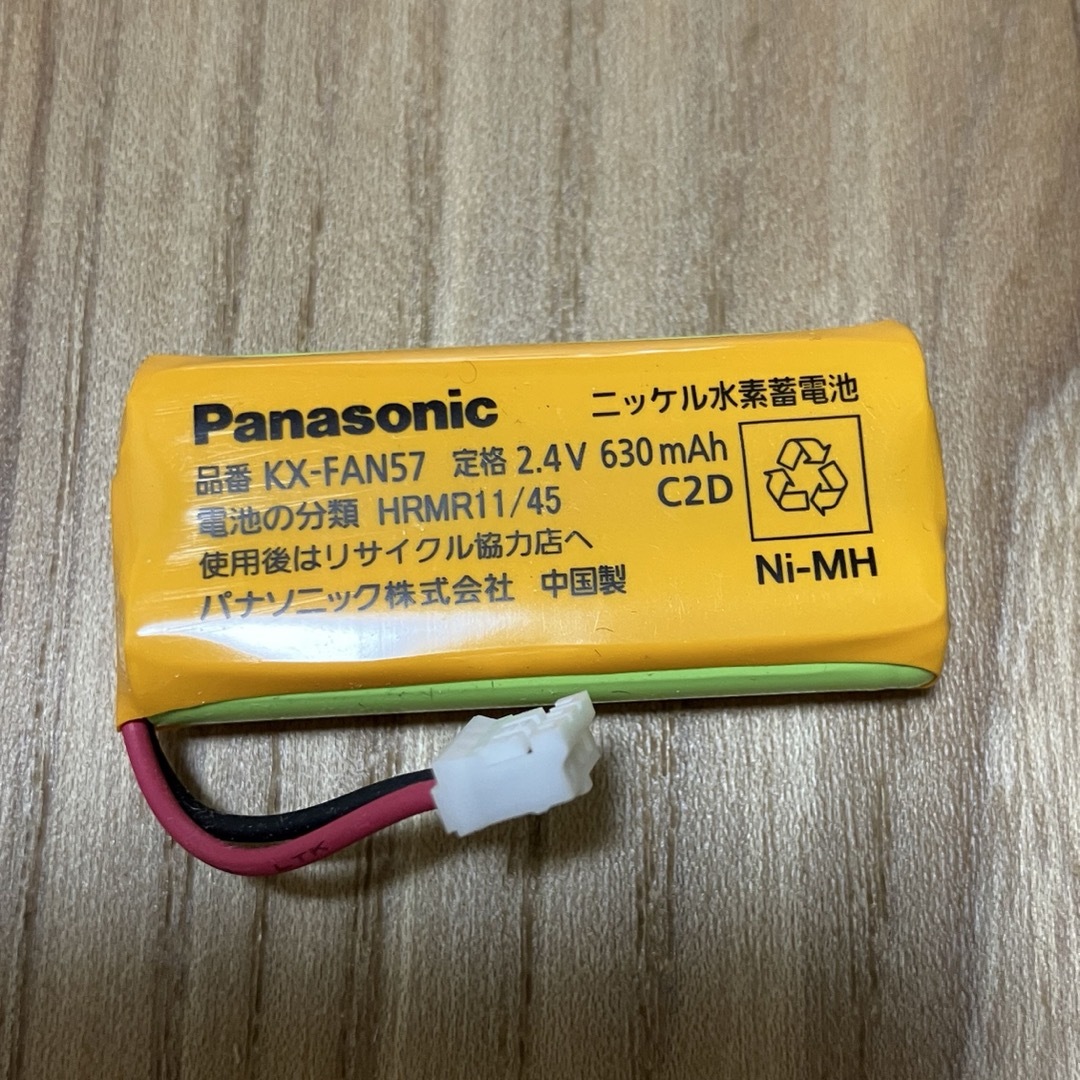 Panasonic ニッケル水素蓄電池
品番 KX-FAN57 定格 2.4V 630mAh
電池の分類 HRMR11/45 C2D
使用後はリサイクル協力店へ
パナソニック株式会社 中国製
Ni-MH
LTK